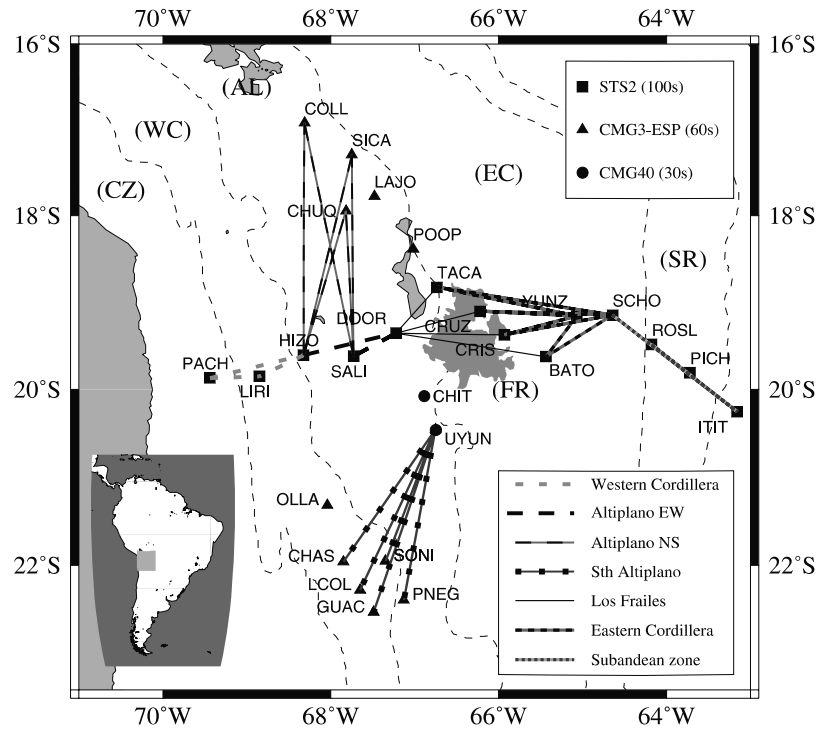 70˚W 68˚W 66˚W 64˚W
16˚S 16˚S
(AL)
COLL
STS2 (100s)
CMG3-ESP (60s)
CMG40 (30s)
(WC)
SICA
(EC)
LAJO
(CZ)
CHUQ
18˚S 18˚S
POOP
(SR)
TACA
YUNZ SCHO
DOOR CRUZ
HIZO
ROSL
CRIS
PACH LIRI SALI BATO PICH
20˚S 20˚S
CHIT (FR)
ITIT
UYUN
OLLA
CHAS SONI
22˚S 22˚S
LCOL PNEG
GUAC
Western Cordillera
Altiplano EW
Altiplano NS
Sth Altiplano
Los Frailes
Eastern Cordillera
Subandean zone
70˚W 68˚W 66˚W 64˚W